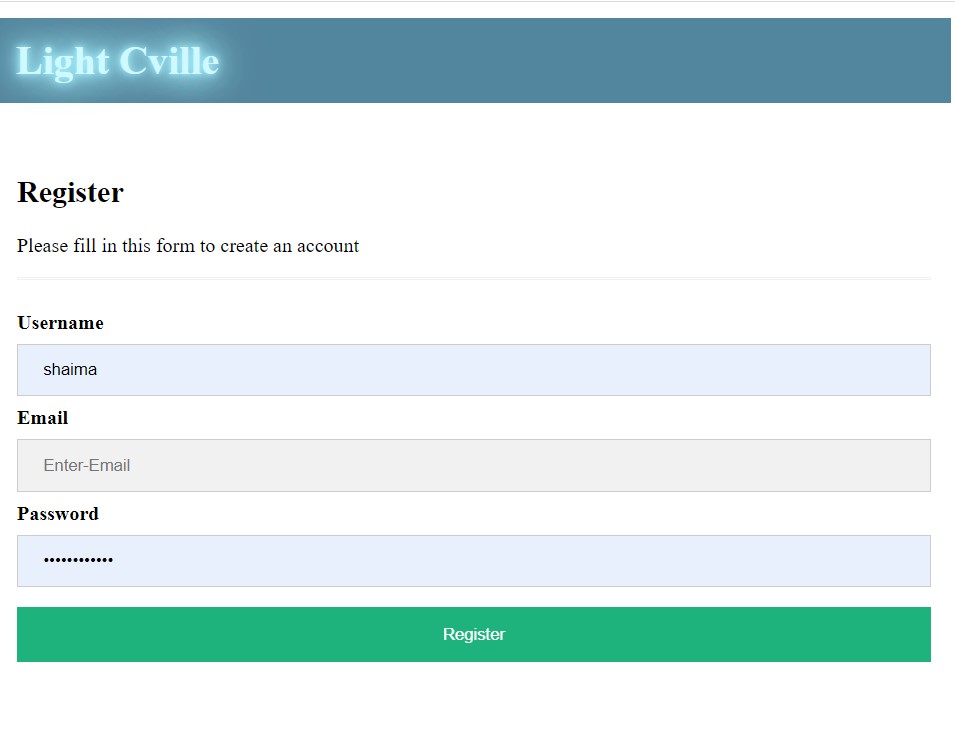 Light Cville
Register
Please fill in this form to create an account
Username
shaima
Email
Enter-Email
Password
••••••••••••
Register